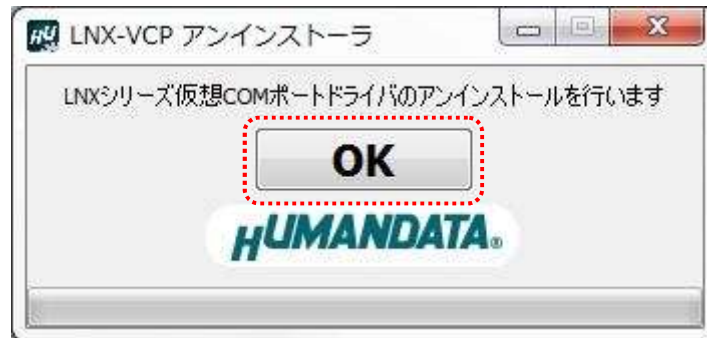 LNX-VCP アンインストーラ
LNXシリーズ仮想COMポートドライバのアンインストールを行います
OK
HUMANDATA®